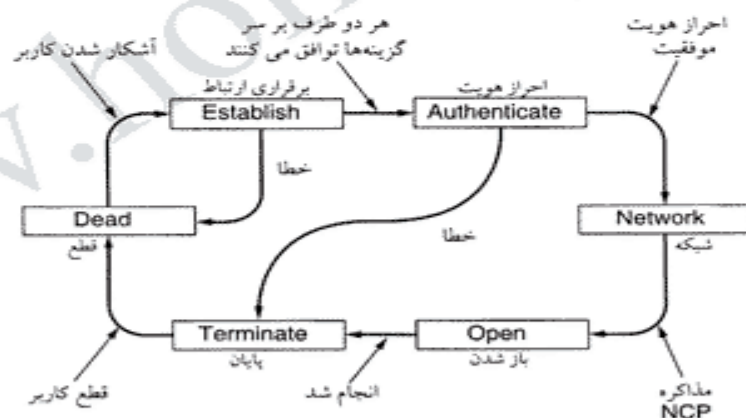 آشکار شدن کاربر
هر دو طرف بر سر
گزینه‌ها توافق می کنند
احراز هویت
موفقیت
برقراری ارتباط
Establish
احراز هویت
Authenticate
خطا
خطا
Dead
قطع
Network
شبکه
Terminate
پایان
Open
باز شدن
قطع کاربر
انجام شد
مذاکره
NCP